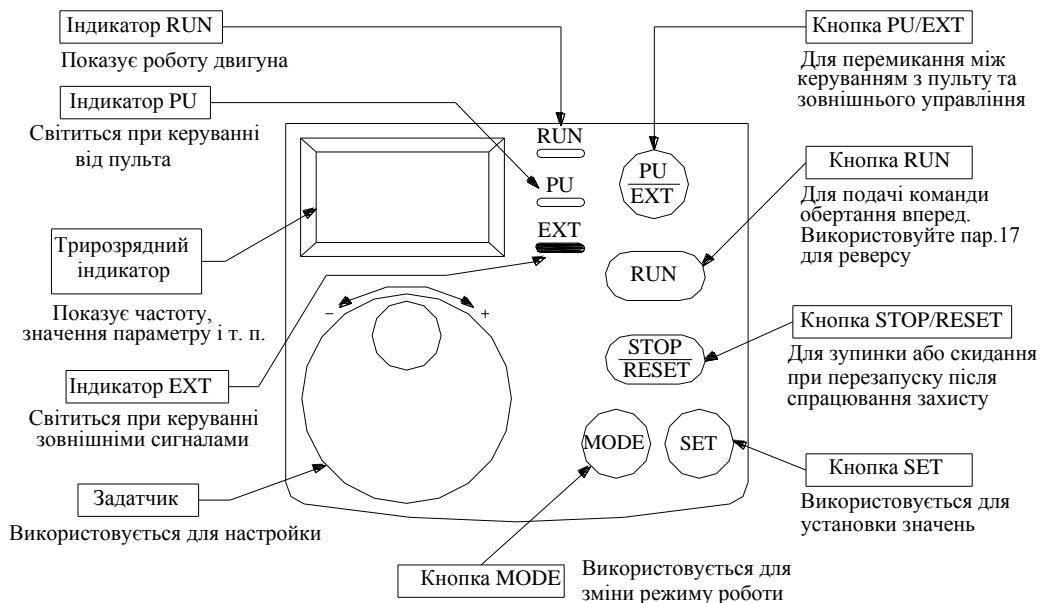 Індикатор RUN
Показує роботу двигуна
Індикатор PU
Світиться при керуванні
від пульта
Трирозрядний
індикатор
Показує частоту,
значення параметру і т. п.
Індикатор EXT
Світиться при керуванні
зовнішніми сигналами
Задатчик
Використовується для настройки
RUN
PU
EXT
− +
PU
EXT
RUN
STOP
RESET
MODE
SET
Кнопка PU/EXT
Для перемикання між
керуванням з пульту та
зовнішнього управління
Кнопка RUN
Для подачі команди
обертання вперед.
Використовуйте пар.17
для реверсу
Кнопка STOP/RESET
Для зупинки або скидання
при перезапуску після
спрацювання захисту
Кнопка SET
Використовується для
установки значень
Кнопка MODE
Використовується для
зміни режиму роботи